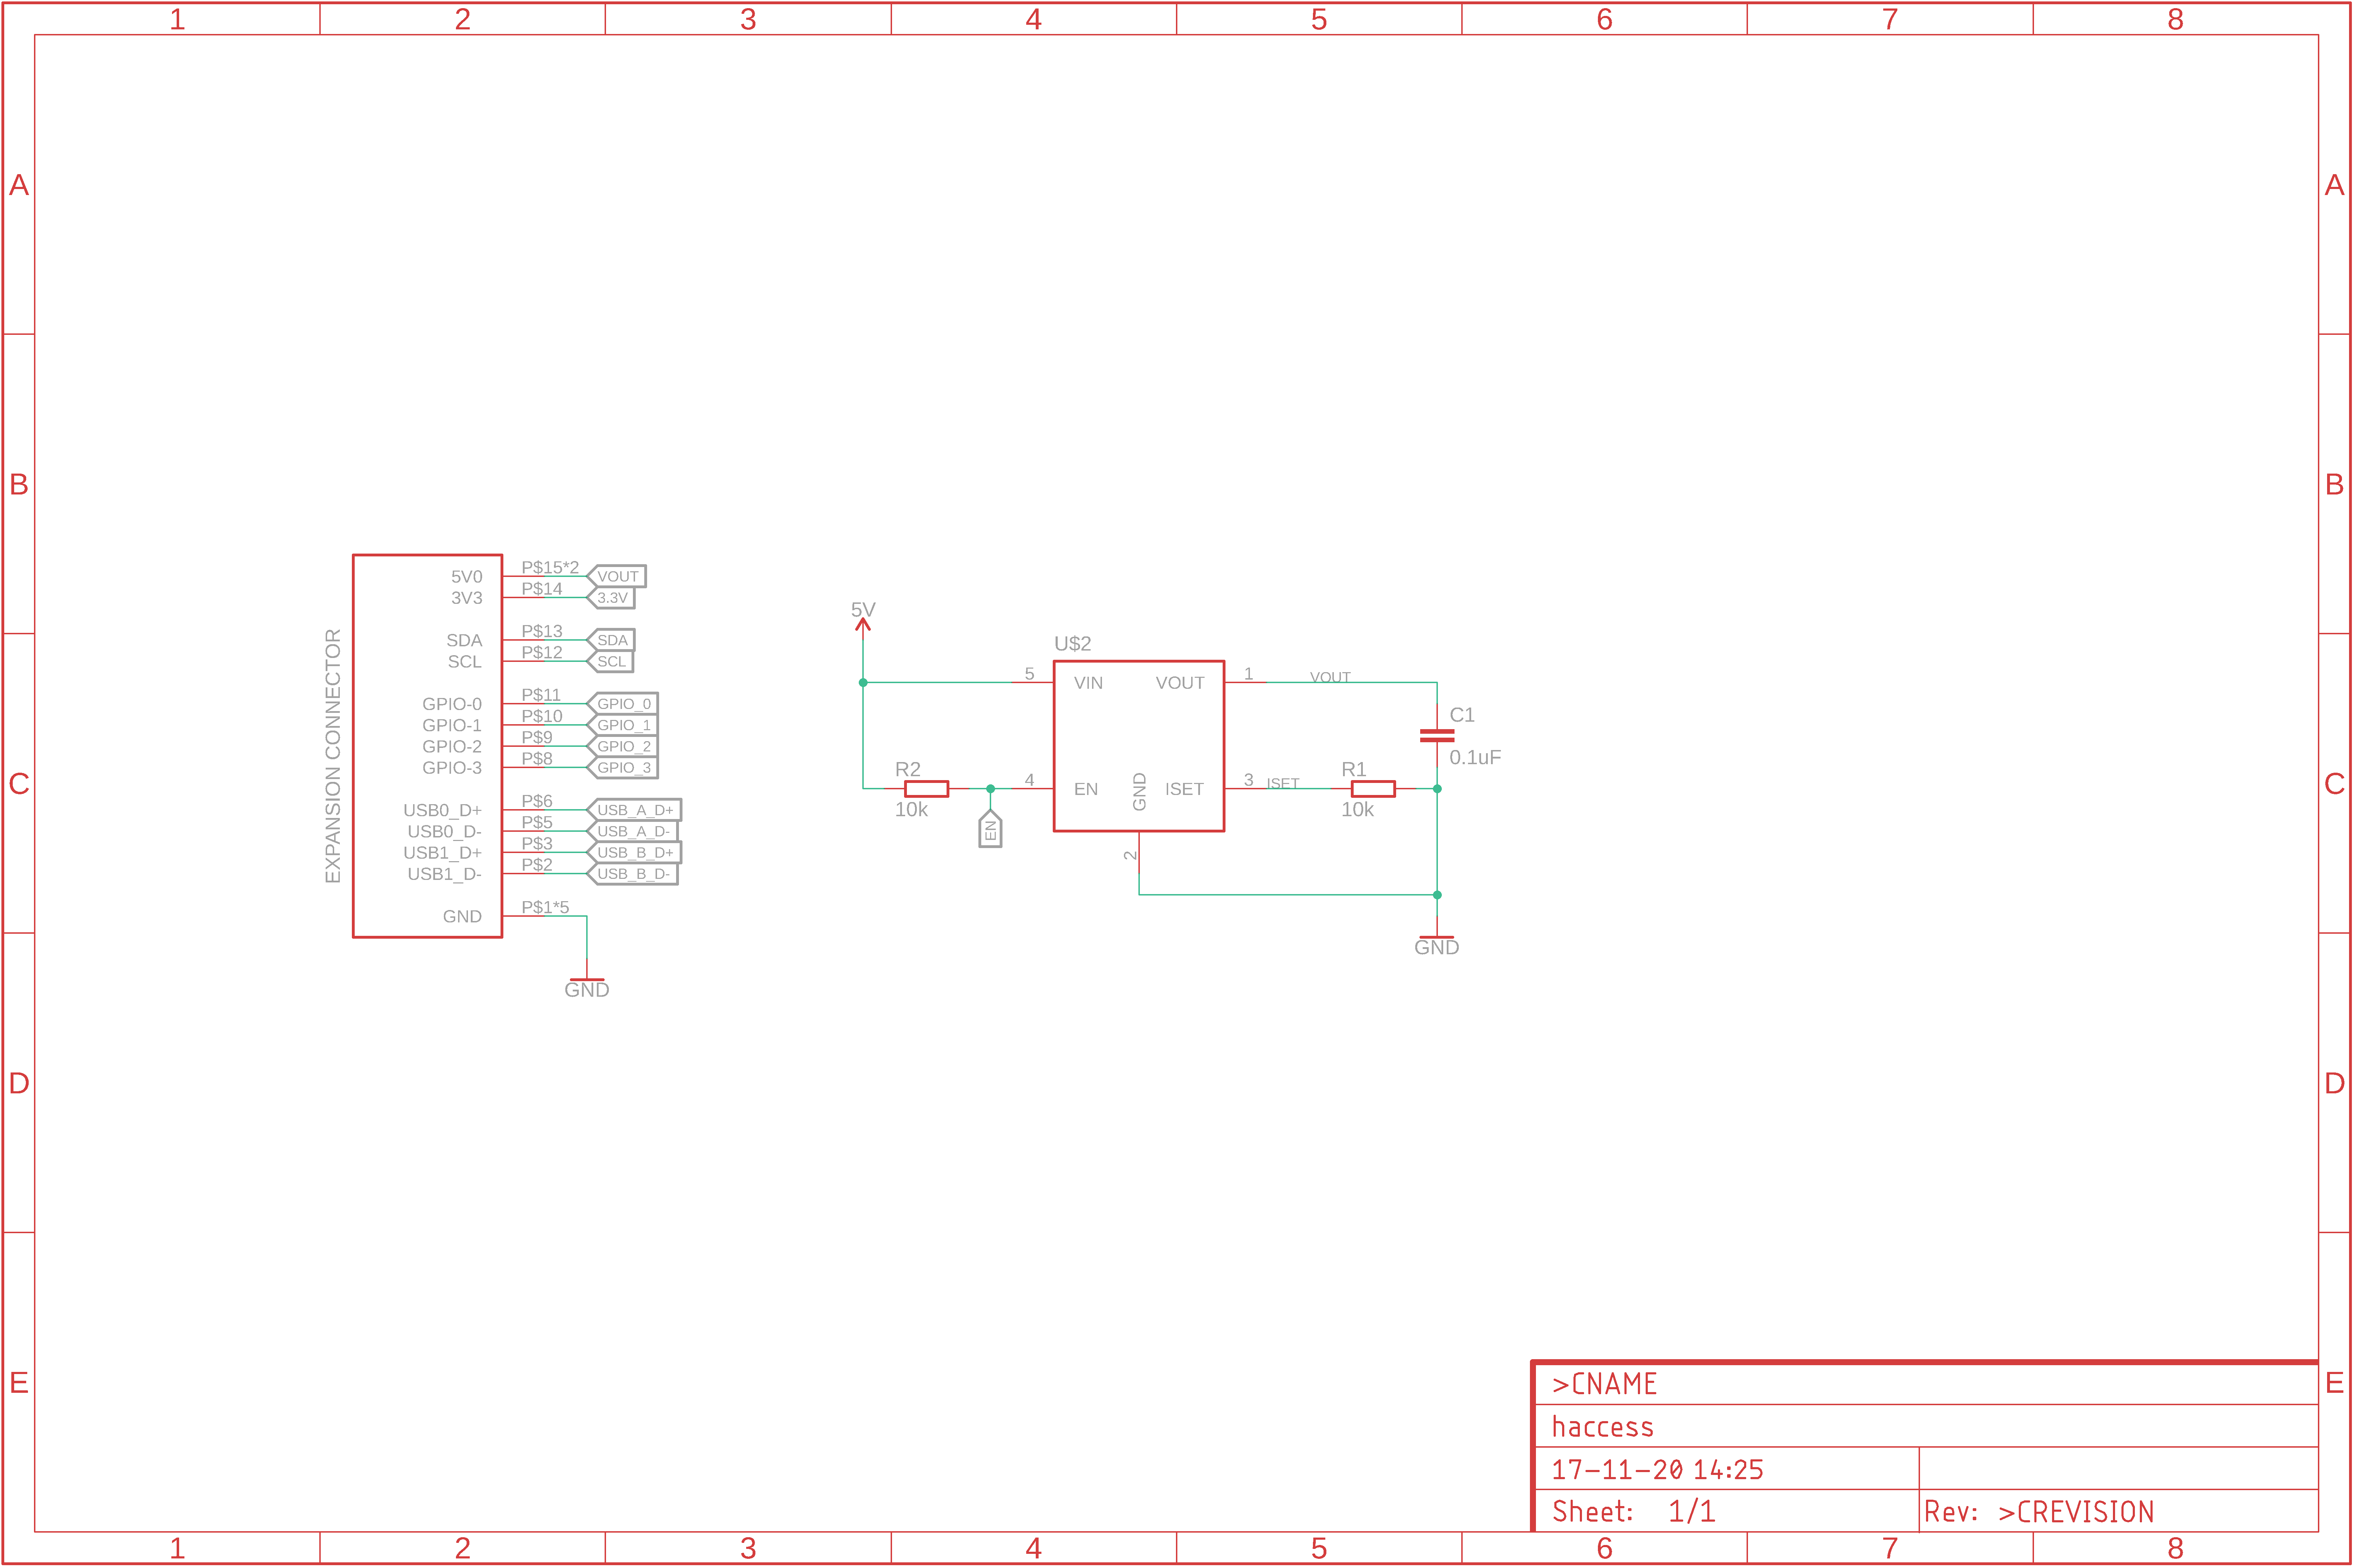 1 2 3 4 5 6 7 8
A A
B B
C C
D D
E E
EXPANSION CONNECTOR
5V0 P$15*2 VOUT
3V3 P$14 3.3V
SDA P$13 SDA
SCL P$12 SCL
GPIO-0 P$11 GPIO_0
GPIO-1 P$10 GPIO_1
GPIO-2 P$9 GPIO_2
GPIO-3 P$8 GPIO_3
USB0_D+ P$6 USB_A_D+
USB0_D- P$5 USB_A_D-
USB1_D+ P$3 USB_B_D+
USB1_D- P$2 USB_B_D-
GND P$1*5
GND
5V
U$2
5 VIN VOUT 1 VOUT
C1
0.1uF
R2
10k
4 EN GND ISET 3 ISET
R1
10k
EN
2
GND
>CNAME
haccess
17-11-20 14:25
Sheet: 1/1
Rev: >CREVISION
1 2 3 4 5 6 7 8